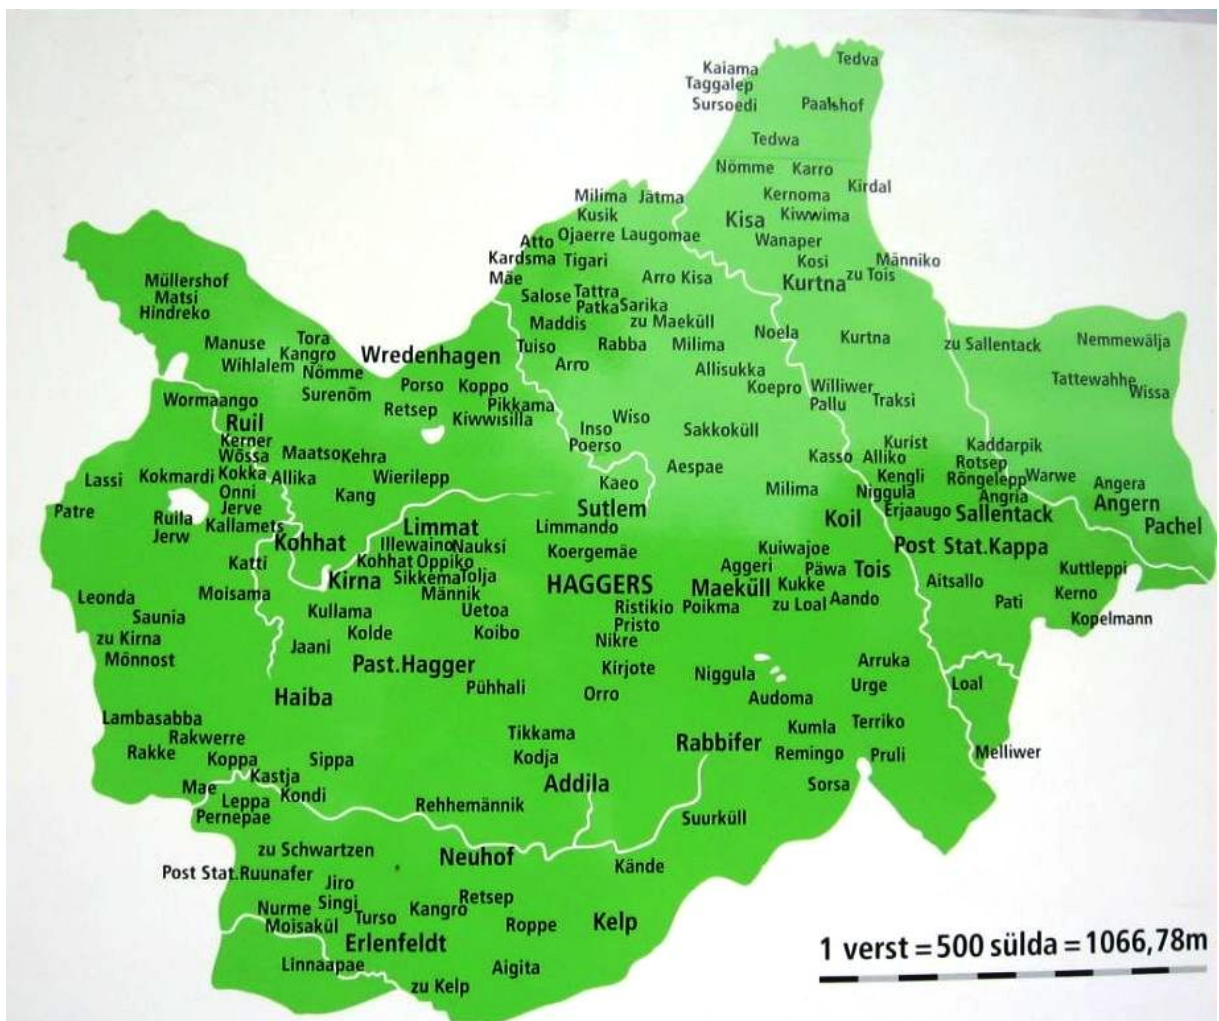 Tedva
Kaiama
Taggalep
Sursoedi
Paalshof
Tedwa
Nömme
Karro
Kirdal
Milima
Jätma
Kernoma
Kusik
Kisa
Kiwwima
Atto
Ojaerre
Laugomae
Wanaper
Kardsma
Tigari
Kosi
Männiko
Mäe
Arro Kisa
Kurtna
zu Tois
Müllershof
Matsi
Hindreko
Salose
Tattra
Patka
Sarika
Maddis
zu Maeküll
Noela
Kurtna
zu Sallentack
Nemmewälja
Manuse
Tora
Kangro
Wredenhagen
Tuiso
Rabba
Milima
Wihlalem
Nömme
Arro
Allisukka
Tattewahhe
Wissa
Surenõm
Porso
Koppo
Koepro
Williwer
Wormaango
Retsep
Pikkama
Pallu
Traksi
Kiwwisilla
Ruil
Wiso
Inso
Sakkoküll
Kerner
Poerso
Kurist
Kaddarpik
Wõssa
Maatso
Kehra
Kasso
Alliko
Rotsep
Lassi
Kokmardi
Kokka
Allika
Wierilepp
Aespae
Kengli
Röngelepp
Warwe
Angera
Onni
Kang
Kaeo
Milima
Niggula
Angria
Angern
Patre
Jerve
Sutlem
Erjaaugo
Sallentack
Ruila
Kallamets
Limmat
Limmando
Koil
Pachel
Jerw
Kohhat
Illewaino
Nauksi
Koergemäe
Kuiwajoe
Post Stat.Kappa
Katti
Kohhat
Oppiko
Aggeri
Päwa
Tois
Kuttleppi
Kirna
Sikkema
Tolja
HAGGERS
Maeküll
Kukke
Aitsallo
Leonda
Moisama
Männik
Kerno
Saunia
Kullama
Uetoa
Ristikio
Poikma
zu Loal
Aando
Pati
Kopelmann
zu Kirna
Kolde
Koibo
Pristo
Mõnnost
Jaani
Nikre
Past.Hagger
Kirjote
Niggula
Arruka
Haiba
Pühhali
Orro
Audoma
Urge
Loal
Lambasabba
Rakwerre
Tikkama
Kumla
Terriko
Rakke
Koppa
Sippa
Kodja
Rabbifer
Remingo
Pruli
Melliwer
Kastja
Mae
Kondi
Addila
Sorsa
Leppa
Rehhemännik
Pernepae
Suurküll
zu Schwartzen
Neuhof
Kände
Post Stat.Ruunafer
Jiro
Nurme
Singi
Turso
Kangro
Retsep
Moisakül
Roppe
Kelp
Erlenfeldt
Linnaapae
Aigita
zu Kelp
1 verst = 500 sülda = 1066,78m